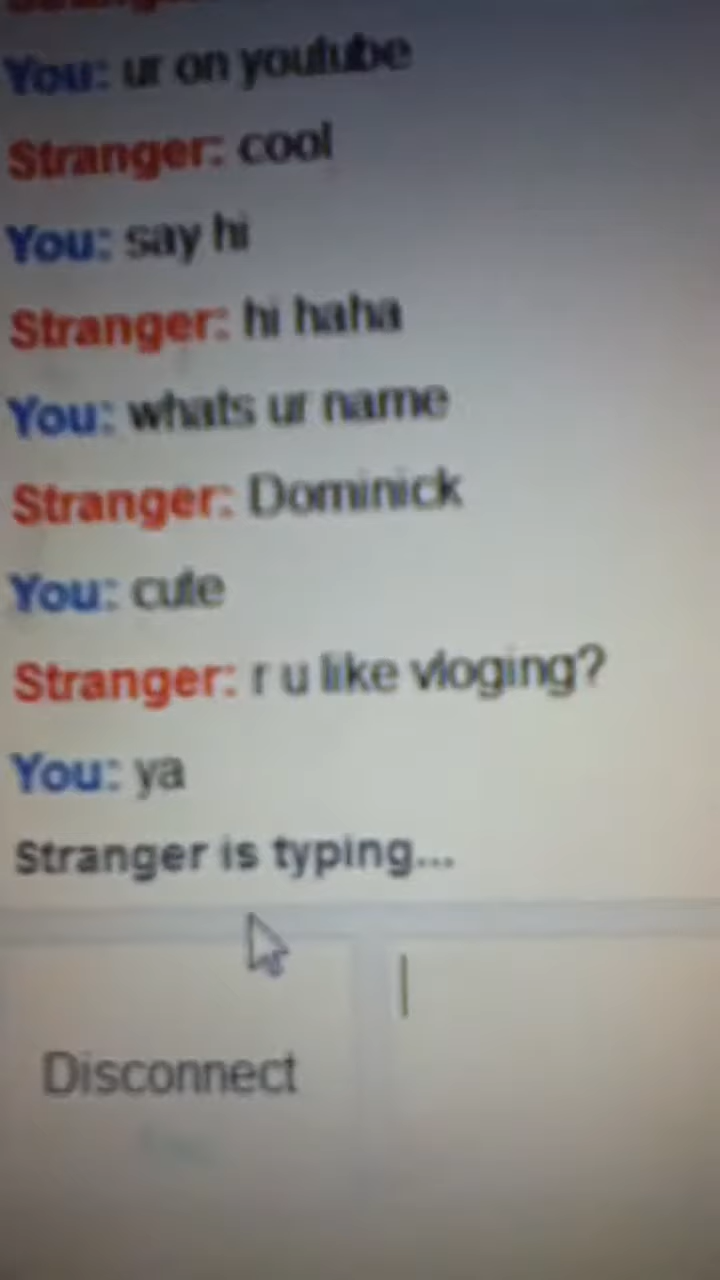 You: ur on youtube
Stranger: cool
You: say hi
Stranger: hi haha
You: whats ur name
Stranger: Dominick
You: cute
Stranger: r u like vloging?
You: ya
Stranger is typing...
Disconnect